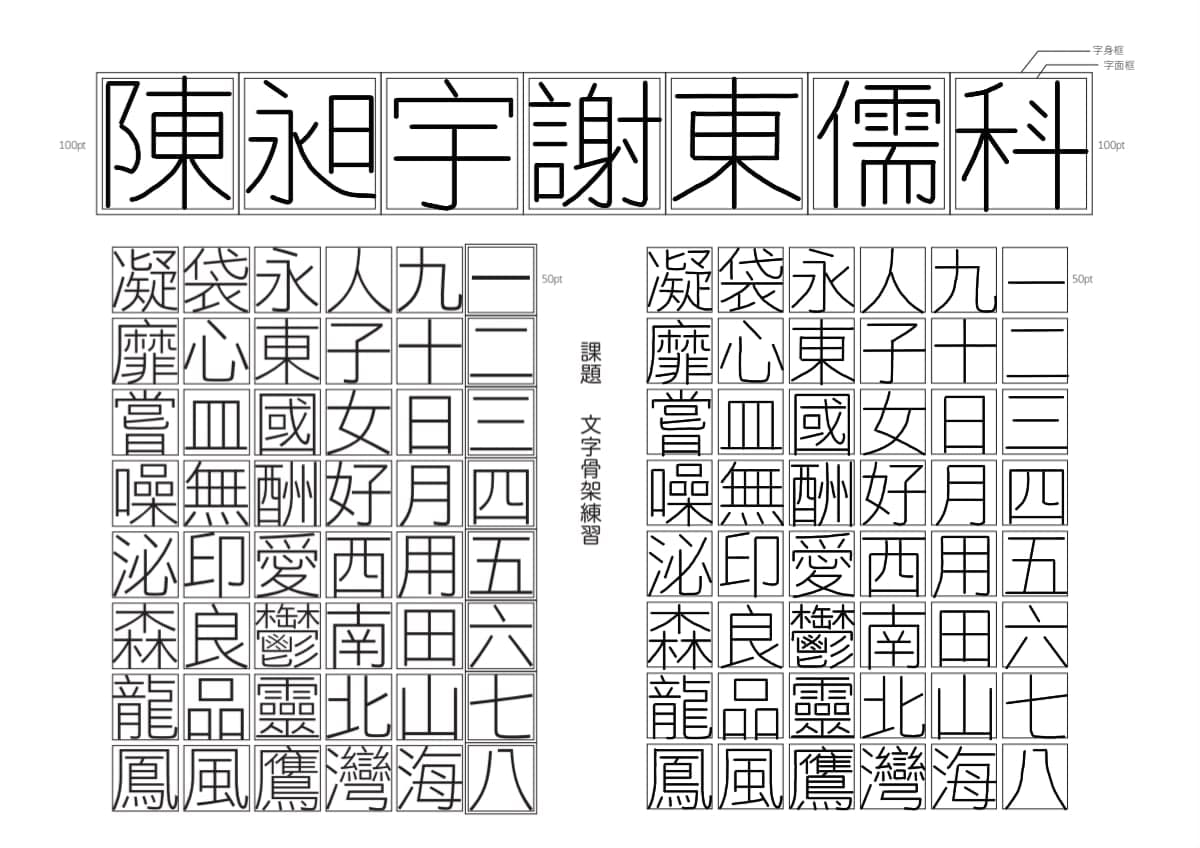 字身框
字面框
100pt
陳昶宇謝東儒科
100pt
50pt
一二三四五六七八
九十日月用田山海
人子女好西南北灣
永東國酬愛鬱靈鷹
袋心皿無印良品風
凝靡嘗噪泌森龍鳳
課題 文字骨架練習
50pt
一二三四五六七八
九十日月用田山海
人子女好西南北灣
永東國酬愛鬱靈鷹
袋心皿無印良品風
凝靡嘗噪泌森龍鳳